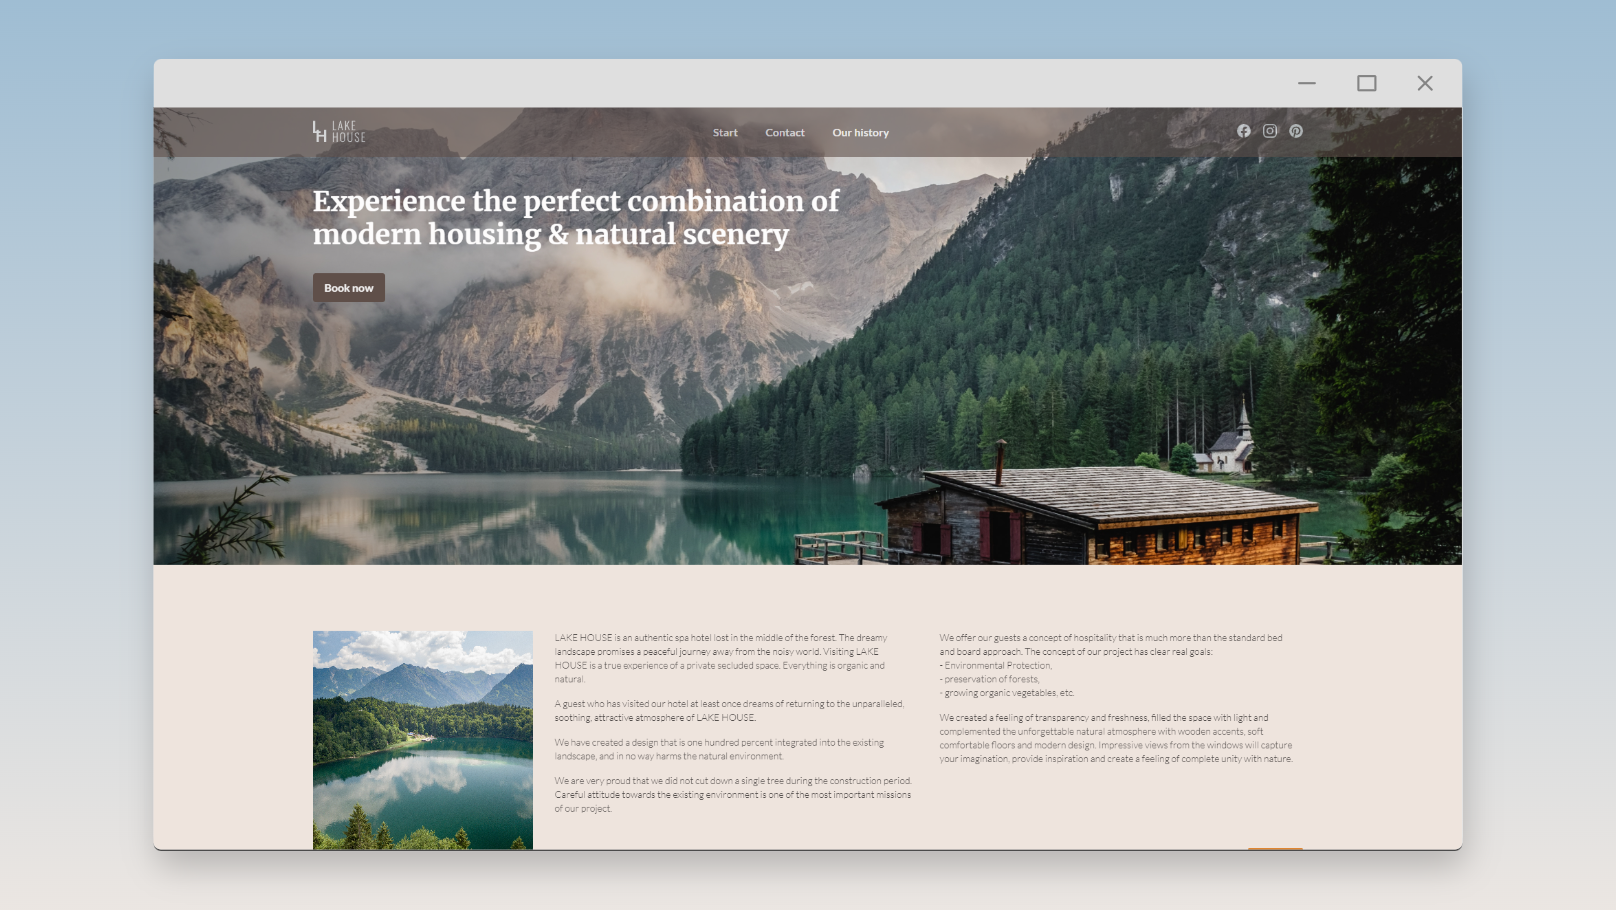 LAKE
HOUSE
Start
Contact
Our history
Experience the perfect combination of
modern housing & natural scenery
Book now
LAKE HOUSE is an authentic spa hotel lost in the middle of the forest. The dreamy
landscape promises a peaceful journey away from the noisy world. Visiting LAKE
HOUSE is a true experience of a private secluded space. Everything is organic and
natural.
A guest who has visited our hotel at least once dreams of returning to the unparalleled,
soothing, attractive atmosphere of LAKE HOUSE.
We have created a design that is one hundred percent integrated into the existing
landscape, and in no way harms the natural environment.
We are very proud that we did not cut down a single tree during the construction period.
Careful attitude towards the existing environment is one of the most important missions
of our project.
We offer our guests a concept of hospitality that is much more than the standard bed
and board approach. The concept of our project has clear real goals:
- Environmental Protection,
- preservation of forests,
- growing organic vegetables, etc.
We created a feeling of transparency and freshness, filled the space with light and
complemented the unforgettable natural atmosphere with wooden accents, soft
comfortable floors and modern design. Impressive views from the windows will capture
your imagination, provide inspiration and create a feeling of complete unity with nature.